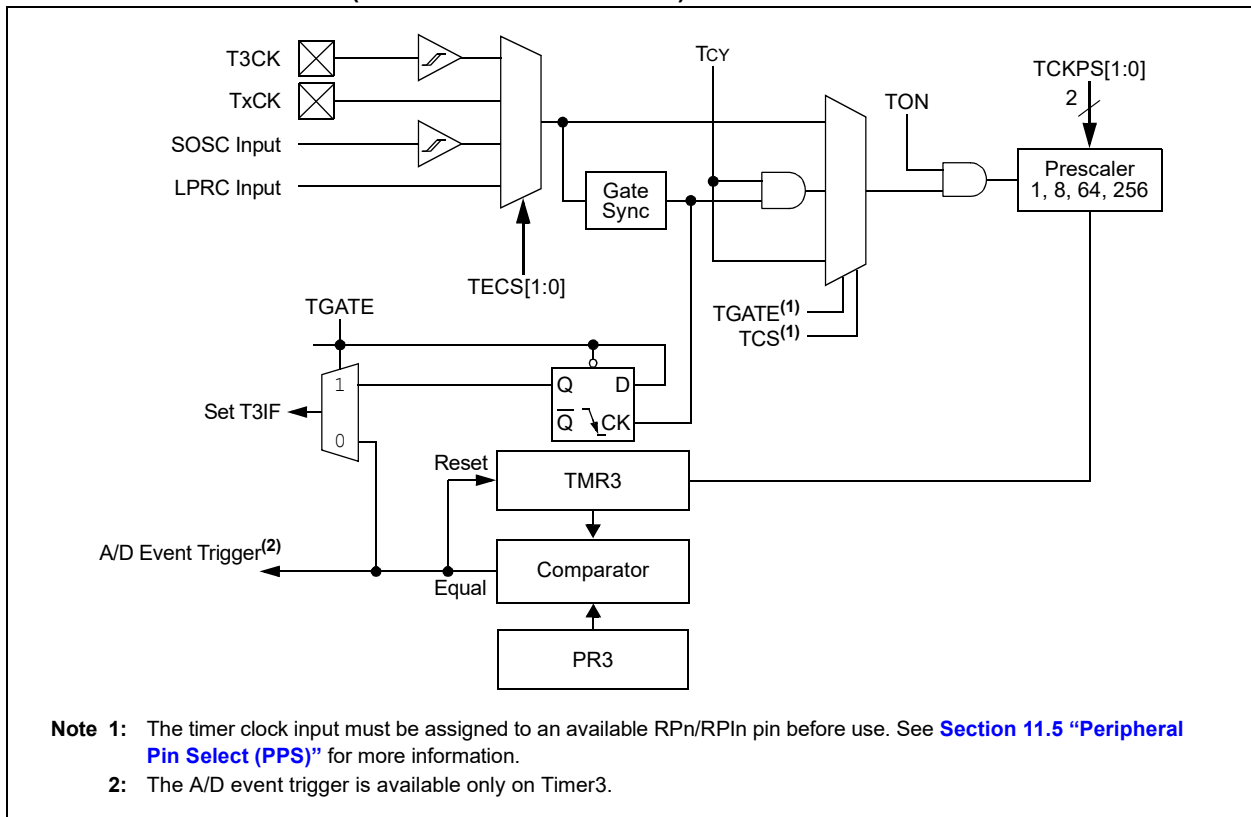 T3CK
TxCK
SOSC Input
LPRC Input
TECS[1:0]
Gate
Sync
TCY
TGATE(1)
TCS(1)
TON
TCKPS[1:0]
2
Prescaler
1, 8, 64, 256
TGATE
1
0
Set T3IF
Q
D
Q
CK
Reset
TMR3
A/D Event Trigger(2)
Equal
Comparator
PR3
Note 1: The timer clock input must be assigned to an available RPn/RPIn pin before use. See Section 11.5 “Peripheral
Pin Select (PPS)” for more information.
2: The A/D event trigger is available only on Timer3.